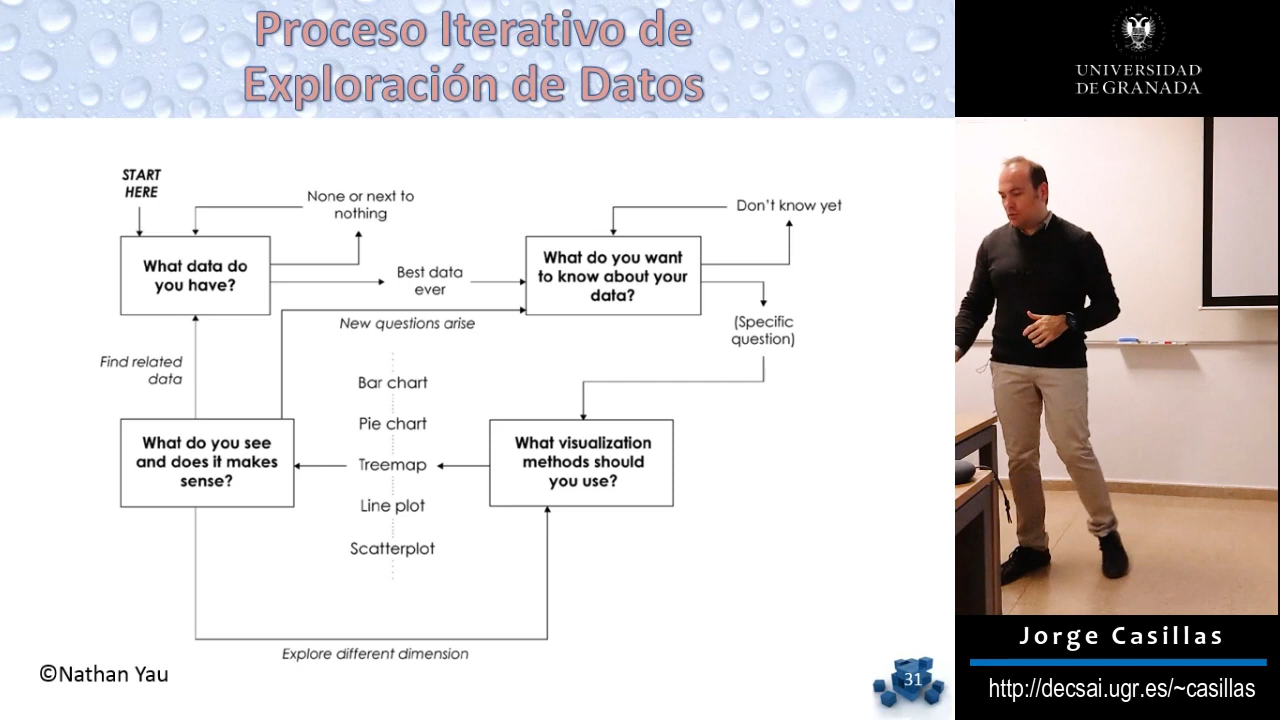 Proceso Iterativo de
Exploración de Datos
START
HERE
None or next to
nothing
Don't know yet
What data do
you have?
Best data
ever
What do you want
to know about your
data?
New questions arise
(Specific
question)
Find related
data
Bar chart
Pie chart
Treemap
Line plot
Scatterplot
What do you see
and does it makes
sense?
What visualization
methods should
you use?
Explore different dimension
©Nathan Yau
31
UNIVERSIDAD
DE GRANADA
Jorge Casillas
http://decsai.ugr.es/~casillas